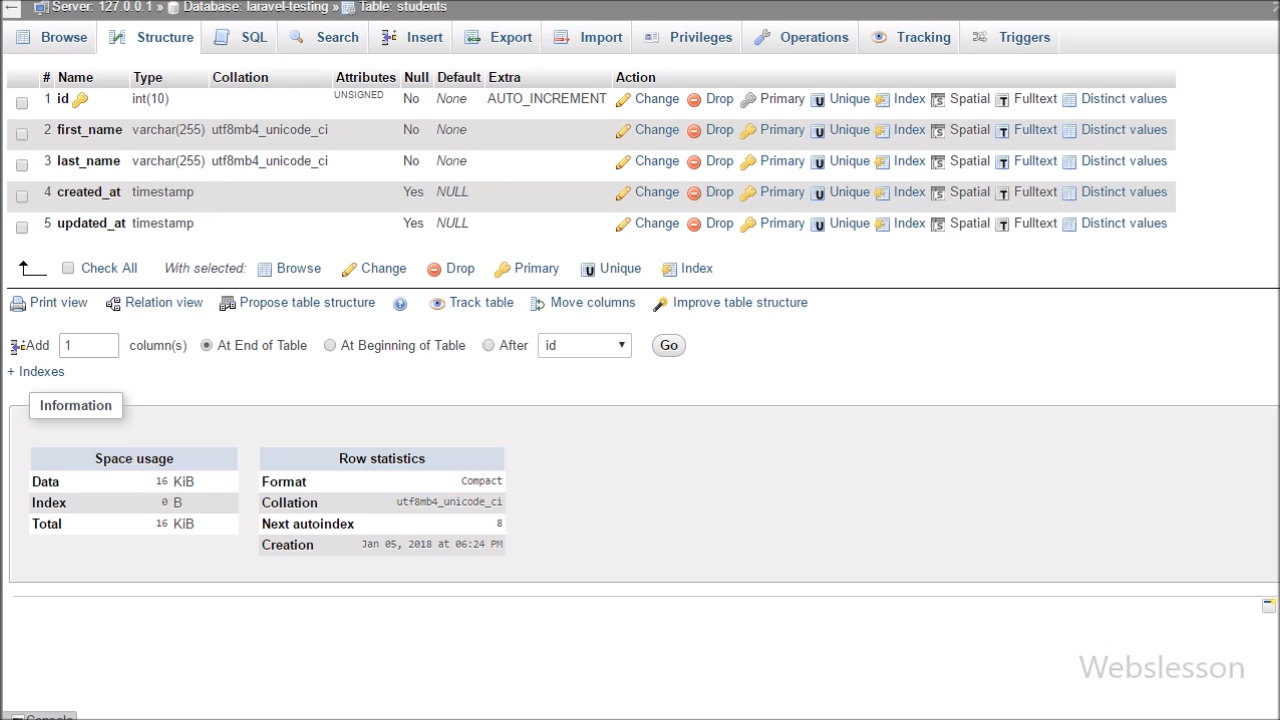 Server: 127.0.0.1 » Database: laravel-testing » Table: students
Browse Structure SQL Search Insert Export Import Privileges Operations Tracking Triggers
# Name Type Collation Attributes Null Default Extra Action
1 id int(10) UNSIGNED No None AUTO_INCREMENT Change Drop Primary Unique Index Spatial Fulltext Distinct values
2 first_name varchar(255) utf8mb4_unicode_ci No None Change Drop Primary Unique Index Spatial Fulltext Distinct values
3 last_name varchar(255) utf8mb4_unicode_ci No None Change Drop Primary Unique Index Spatial Fulltext Distinct values
4 created_at timestamp Yes NULL Change Drop Primary Unique Index Spatial Fulltext Distinct values
5 updated_at timestamp Yes NULL Change Drop Primary Unique Index Spatial Fulltext Distinct values
Check All With selected: Browse Change Drop Primary Unique Index
Print view Relation view Propose table structure Track table Move columns Improve table structure
Add 1 column(s) At End of Table At Beginning of Table After id Go
+ Indexes
Information
Space usage
Data 16 KiB
Index 0 B
Total 16 KiB
Row statistics
Format Compact
Collation utf8mb4_unicode_ci
Next autoindex 8
Creation Jan 05, 2018 at 06:24 PM
Webslesson
Console